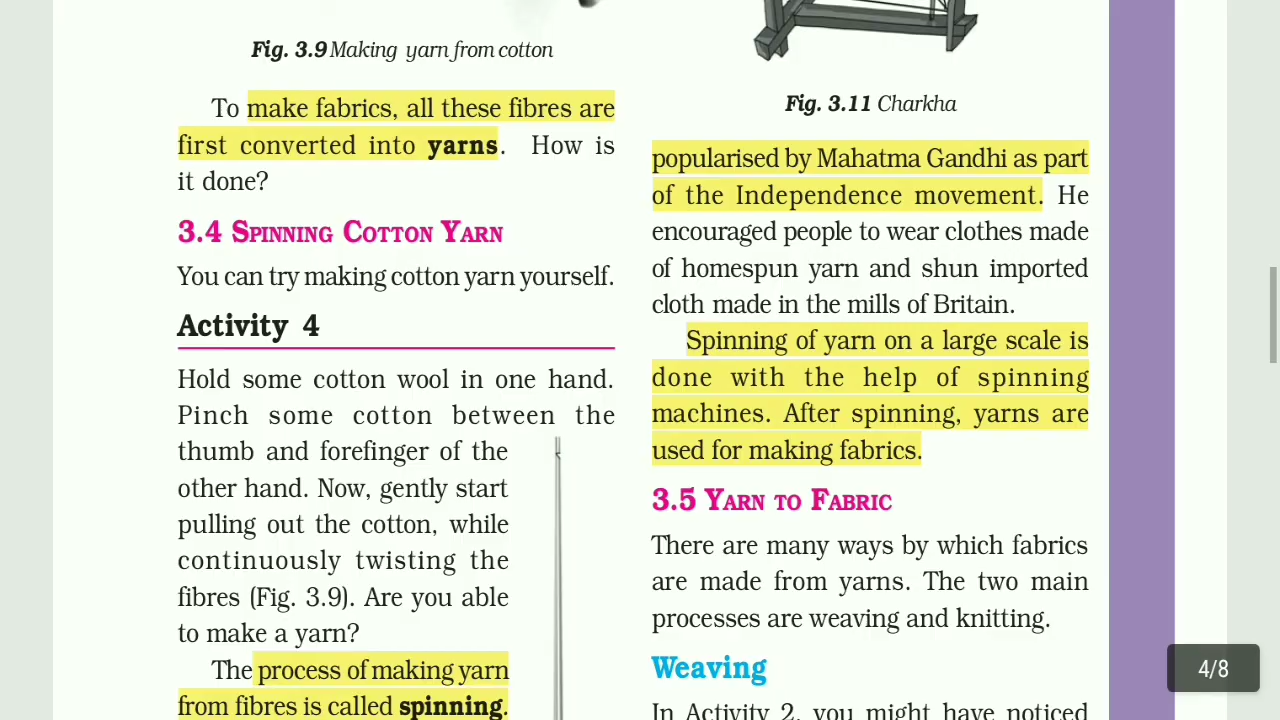 Fig. 3.9 Making yarn from cotton
To make fabrics, all these fibres are
first converted into yarns. How is
it done?
3.4 SPINNING COTTON YARN
You can try making cotton yarn yourself.
Activity 4
Hold some cotton wool in one hand.
Pinch some cotton between the
thumb and forefinger of the
other hand. Now, gently start
pulling out the cotton, while
continuously twisting the
fibres (Fig. 3.9). Are you able
to make a yarn?
The process of making yarn
from fibres is called spinning.
Fig. 3.11 Charkha
popularised by Mahatma Gandhi as part
of the Independence movement. He
encouraged people to wear clothes made
of homespun yarn and shun imported
cloth made in the mills of Britain.
Spinning of yarn on a large scale is
done with the help of spinning
machines. After spinning, yarns are
used for making fabrics.
3.5 YARN TO FABRIC
There are many ways by which fabrics
are made from yarns. The two main
processes are weaving and knitting.
Weaving
In Activity 2, you might have noticed
4/8